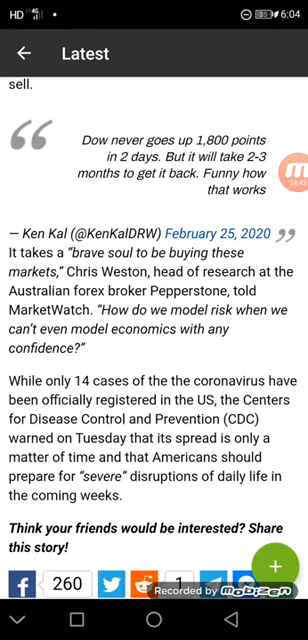 HD 4G 6:04
Latest
sell.
Dow never goes up 1,800 points
in 2 days. But it will take 2-3
months to get it back. Funny how
that works
24:43
— Ken Kal (@KenKalDRW) February 25, 2020
It takes a “brave soul to be buying these
markets,” Chris Weston, head of research at the
Australian forex broker Pepperstone, told
MarketWatch. “How do we model risk when we
can’t even model economics with any
confidence?”
While only 14 cases of the the coronavirus have
been officially registered in the US, the Centers
for Disease Control and Prevention (CDC)
warned on Tuesday that its spread is only a
matter of time and that Americans should
prepare for “severe” disruptions of daily life in
the coming weeks.
Think your friends would be interested? Share
this story!
260 1
Recorded by mobizen